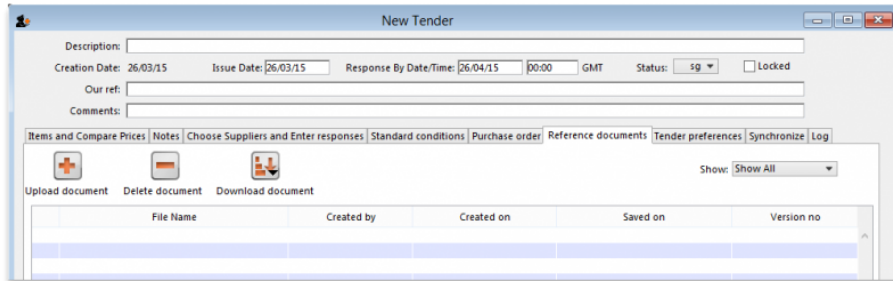 New Tender
Description:
Creation Date: 26/03/15 Issue Date: 26/03/15 Response By Date/Time: 26/04/15 00:00 GMT Status: sg Locked
Our ref:
Comments:
Items and Compare Prices Notes Choose Suppliers and Enter responses Standard conditions Purchase order Reference documents Tender preferences Synchronize Log
Show: Show All
Upload document Delete document Download document
File Name Created by Created on Saved on Version no